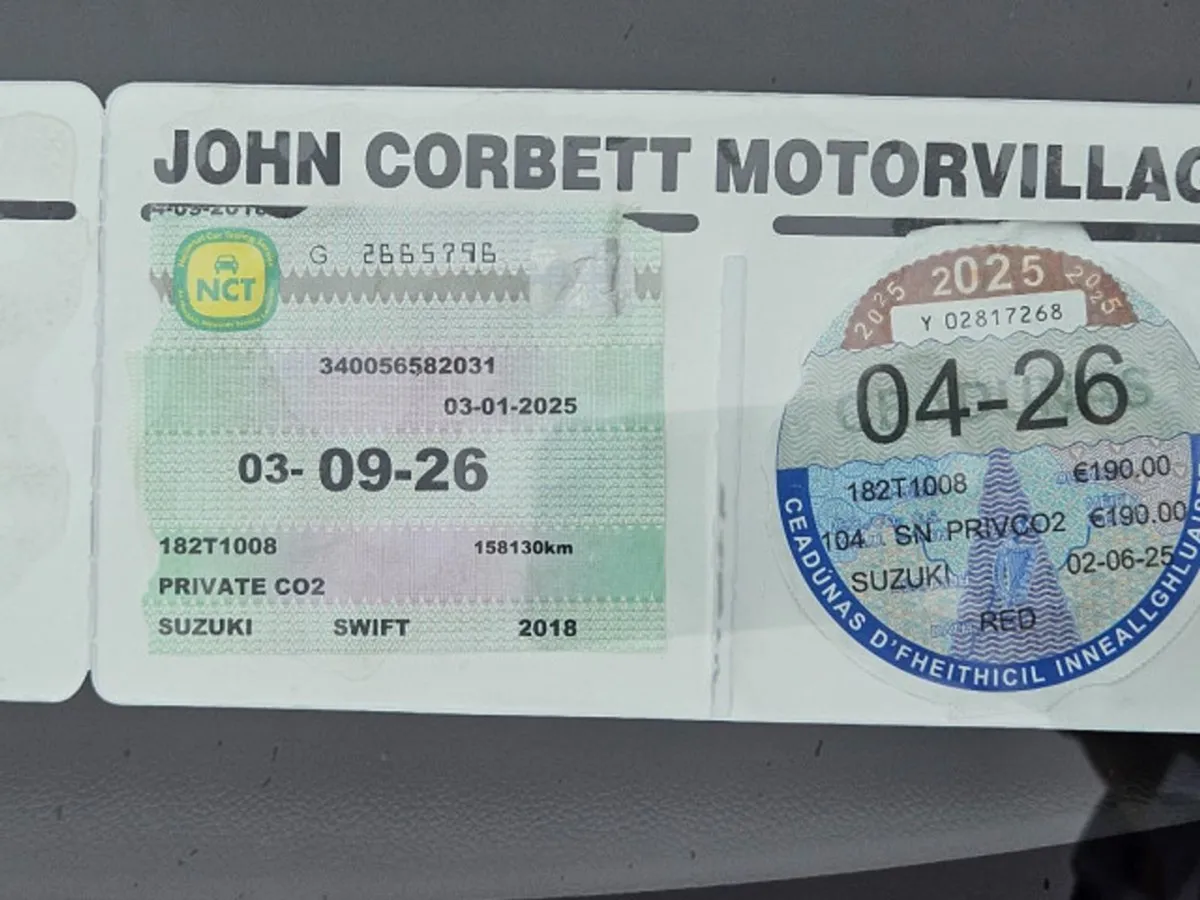 JOHN CORBETT MOTORVILLAG
NCT
G 2665796
340056582031
03-01-2025
03- 09-26
182T1008 158130km
PRIVATE CO2
SUZUKI SWIFT 2018
2025 2025 2025
Y 02817268
04-26
182T1008 €190.00
104 SN PRIVCO2 €190.00
SUZUKI 02-06-25
RED
CEADÚNAS D'FHEITHICIL INNEALLGHLUA